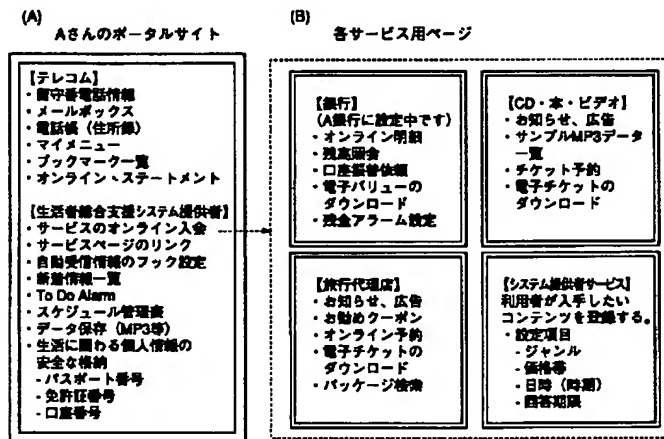 (A)
Aさんのポータルサイト
【テレコム】
・留守番電話情報
・メールボックス
・電話帳(住所録)
・マイメニュー
・ブックマーク一覧
・オンライン・ステートメント
【生活者総合支援システム提供者】
・サービスのオンライン入会
・サービスページのリンク
・自動受信情報のフック設定
・新着情報一覧
・To Do Alarm
・スケジュール管理表
・データ保存(MP3等)
・生活に関わる個人情報の
安全な格納
- パスポート番号
- 免許証番号
- 口座番号
(B)
各サービス用ページ
【銀行】
(A銀行に設定中です)
・オンライン明細
・残高照会
・口座振替依頼
・電子バリューの
ダウンロード
・残金アラーム設定
【CD・本・ビデオ】
・お知らせ、広告
・サンプルMP3データ
一覧
・チケット予約
・電子チケットの
ダウンロード
【旅行代理店】
・お知らせ、広告
・お勧めクーポン
・オンライン予約
・電子チケットの
ダウンロード
・パッケージ検索
【システム提供者サービス】
利用者が入手したい
コンテンツを登録する。
・設定項目
- ジャンル
- 価格帯
- 日時(時期)
- 回答期限